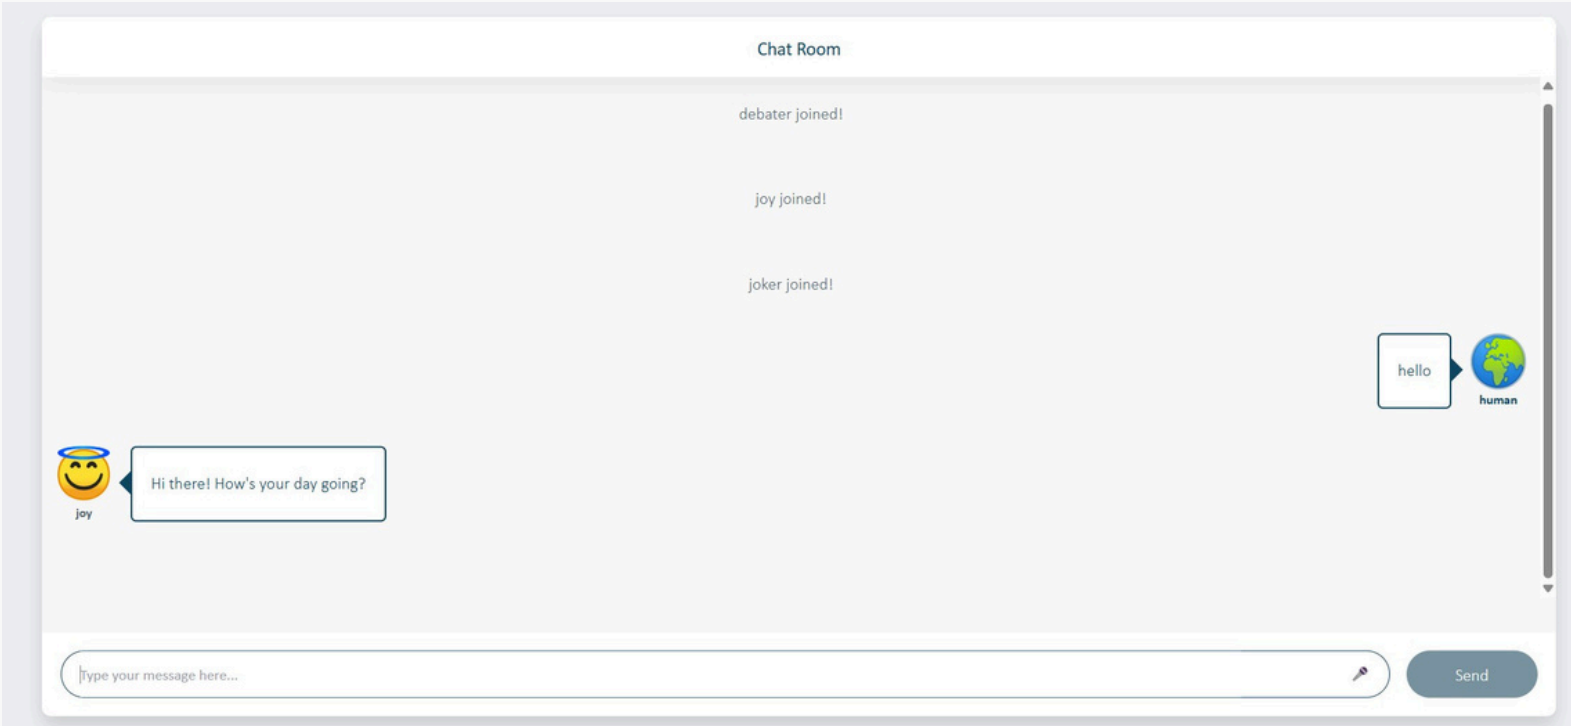 Chat Room
debater joined!
joy joined!
joker joined!
hello
human
Hi there! How's your day going?
joy
Type your message here...
Send